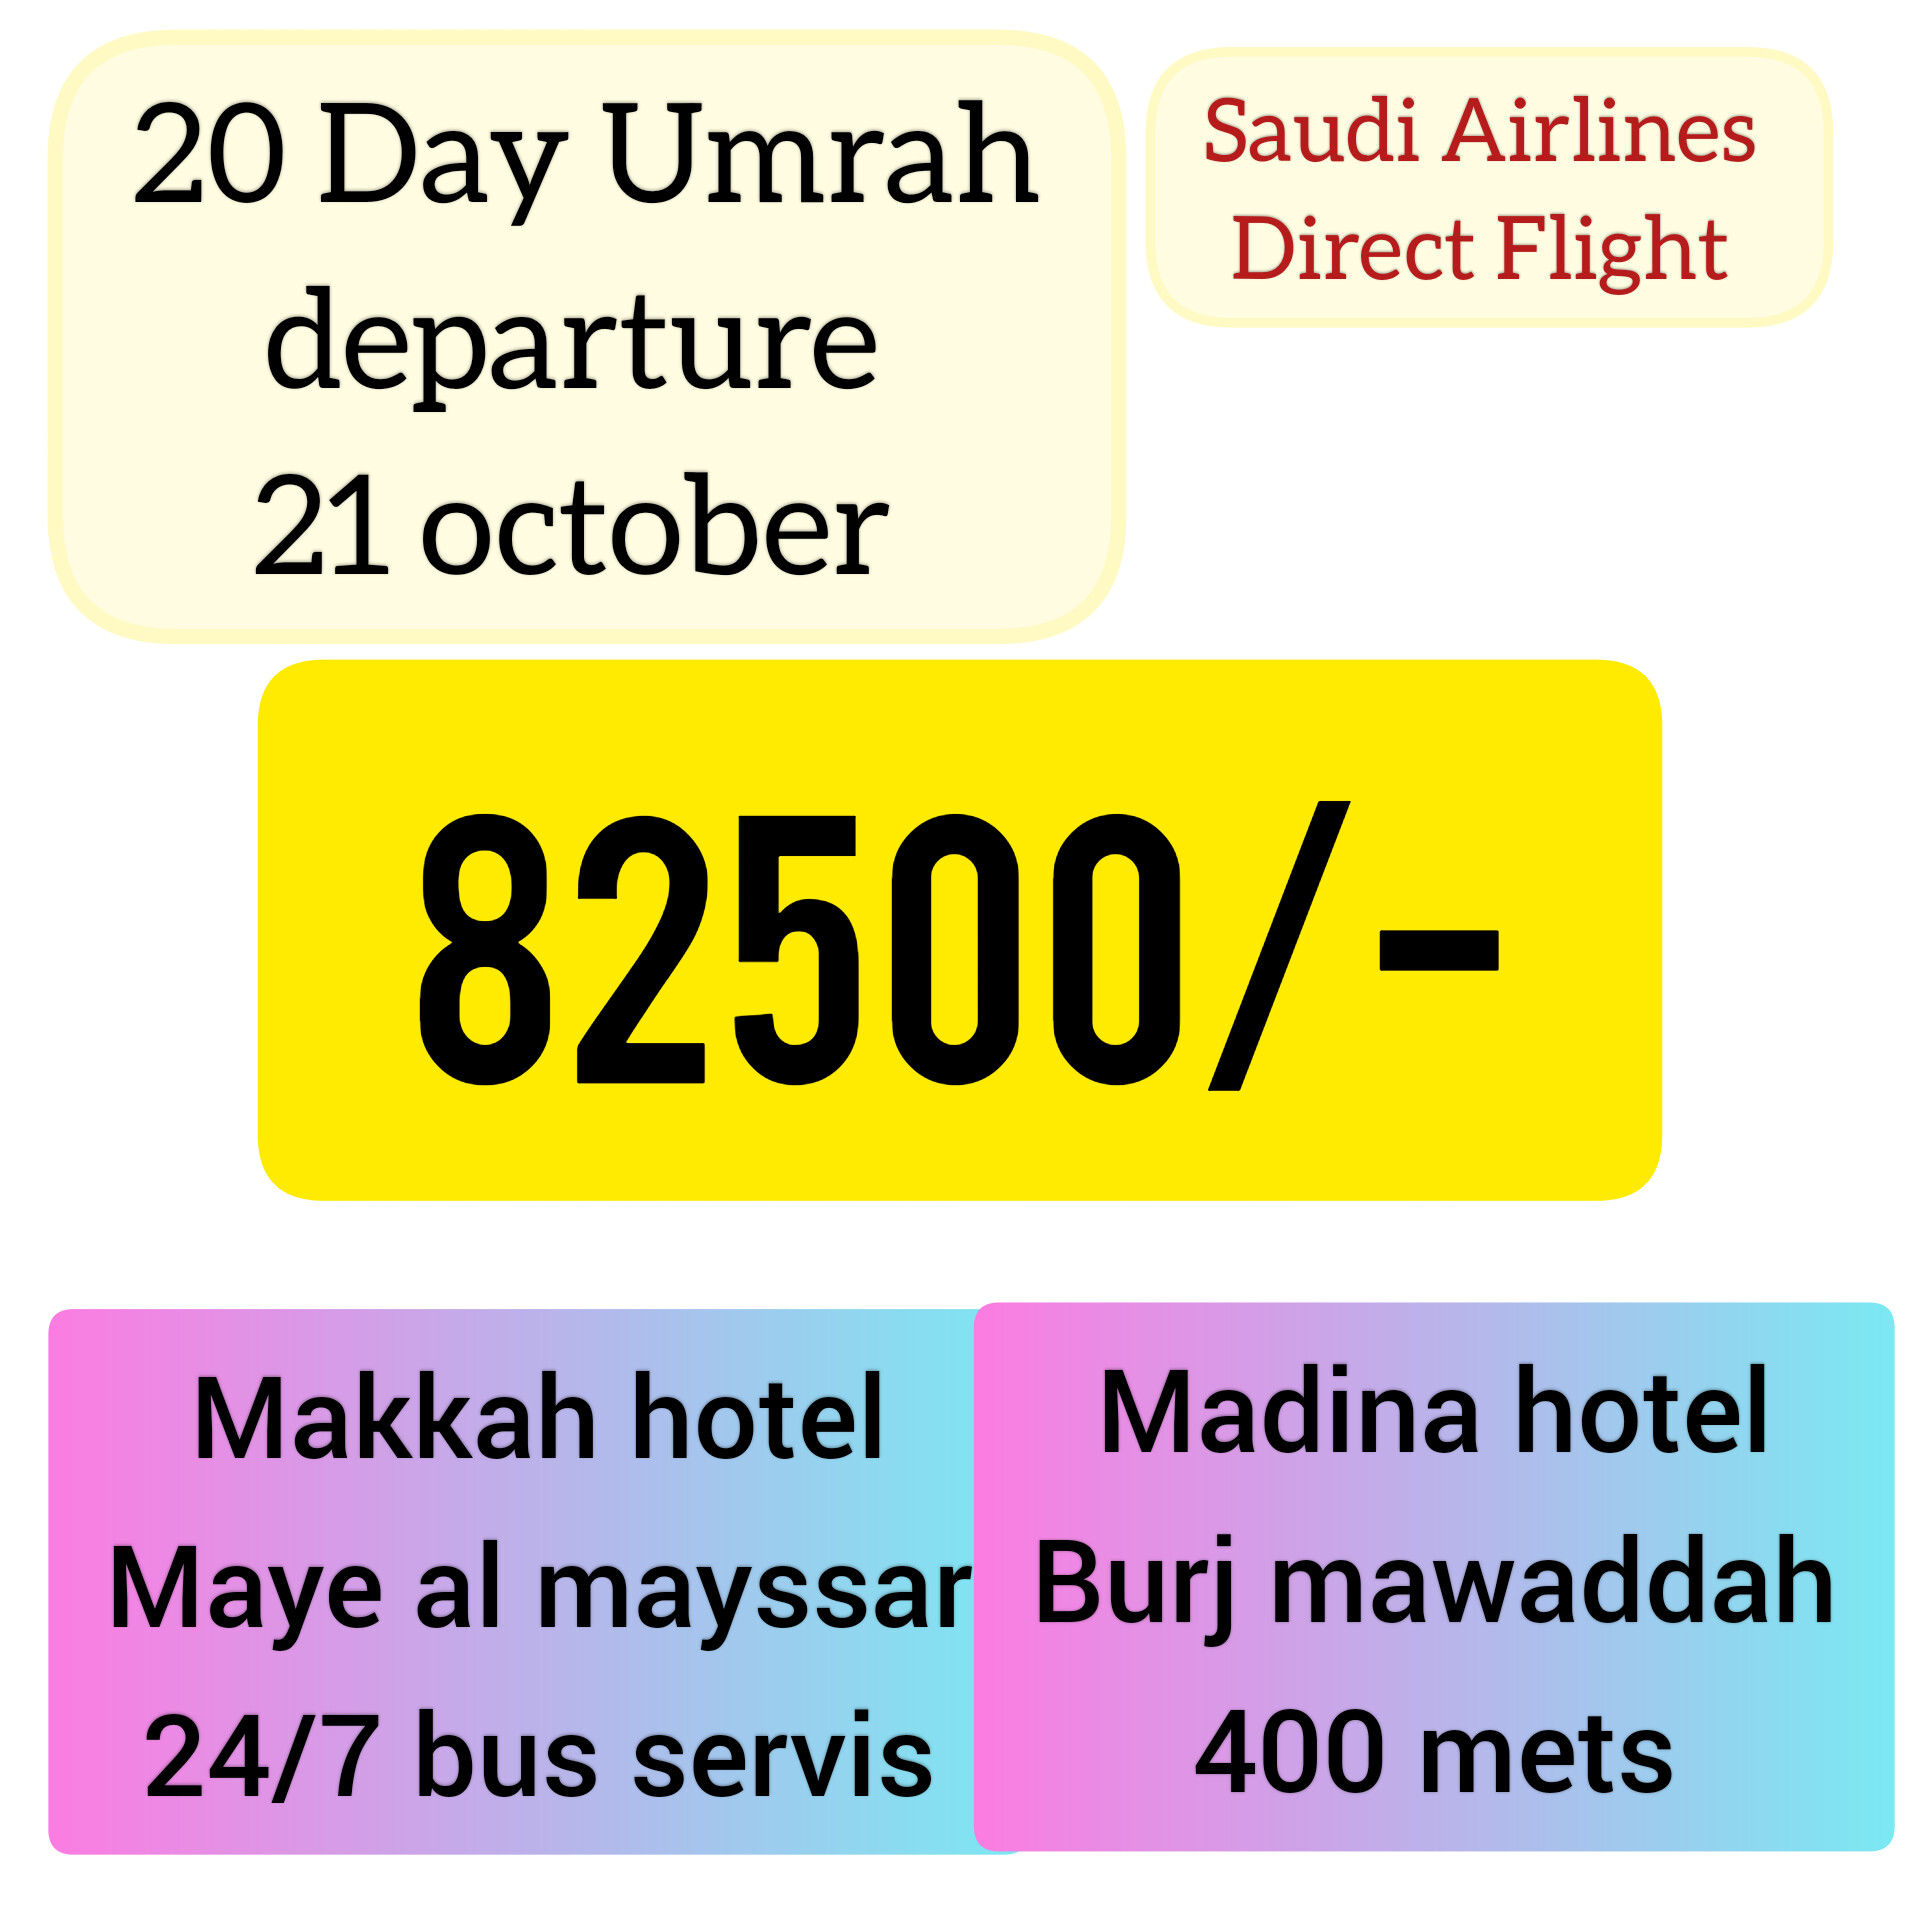 20 Day Umrah
departure
21 october
Saudi Airlines
Direct Flight
82500/-
Makkah hotel
Maye al mayssar
24/7 bus servis
Madina hotel
Burj mawaddah
400 mets